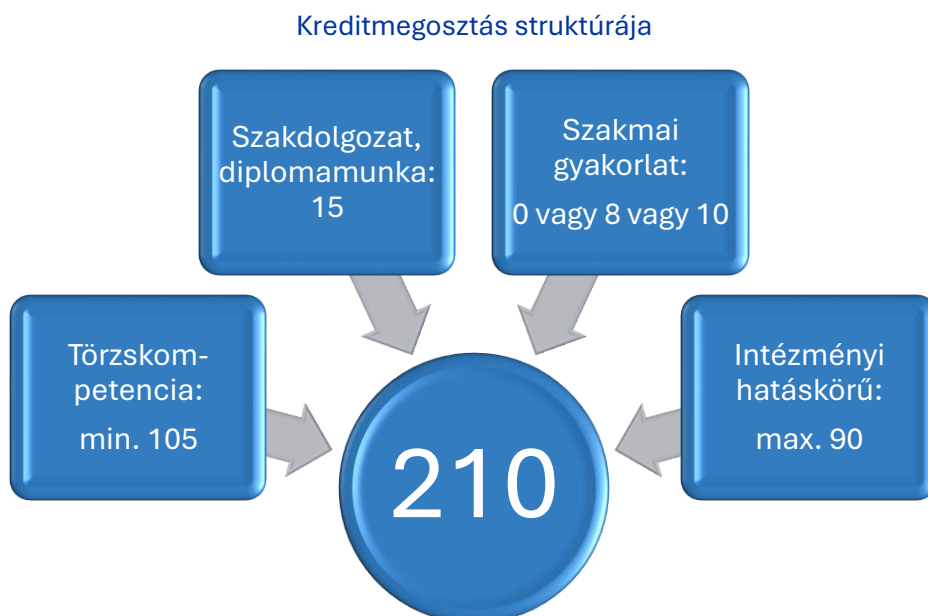 Kreditmegosztás struktúrája
Szakdolgozat,
diplomamunka:
15
Szakmai
gyakorlat:
0 vagy 8 vagy 10
Törzskom-
petencia:
min. 105
Intézményi
hatáskörű:
max. 90
210